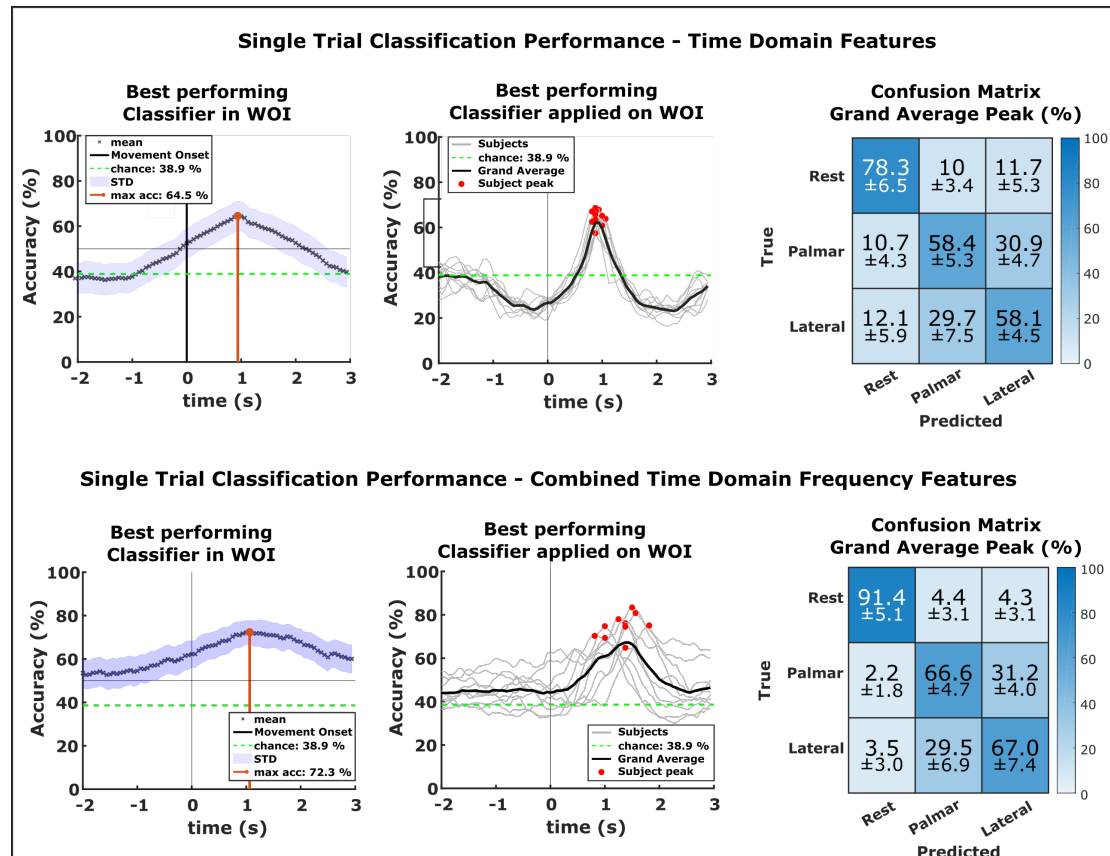 Single Trial Classification Performance - Time Domain Features
Best performing
Classifier in WOI
Accuracy (%)
100
80
60
40
20
0
mean
Movement Onset
chance: 38.9 %
STD
max acc: 64.5 %
-2 -1 0 1 2 3
time (s)
Best performing
Classifier applied on WOI
Accuracy (%)
100
80
60
40
20
0
Subjects
chance: 38.9 %
Grand Average
Subject peak
-2 -1 0 1 2 3
time (s)
Confusion Matrix
Grand Average Peak (%)
True
Rest 78.3 10 11.7
±6.5 ±3.4 ±5.3
Palmar 10.7 58.4 30.9
±4.3 ±5.3 ±4.7
Lateral 12.1 29.7 58.1
±5.9 ±7.5 ±4.5
Rest Palmar Lateral
Predicted
100
80
60
40
20
0
Single Trial Classification Performance - Combined Time Domain Frequency Features
Best performing
Classifier in WOI
Accuracy (%)
100
80
60
40
20
0
mean
Movement Onset
chance: 38.9 %
STD
max acc: 72.3 %
-2 -1 0 1 2 3
time (s)
Best performing
Classifier applied on WOI
Accuracy (%)
100
80
60
40
20
0
Subjects
chance: 38.9 %
Grand Average
Subject peak
-2 -1 0 1 2 3
time (s)
Confusion Matrix
Grand Average Peak (%)
True
Rest 91.4 4.4 4.3
±5.1 ±3.1 ±3.1
Palmar 2.2 66.6 31.2
±1.8 ±4.7 ±4.0
Lateral 3.5 29.5 67.0
±3.0 ±6.9 ±7.4
Rest Palmar Lateral
Predicted
100
80
60
40
20
0